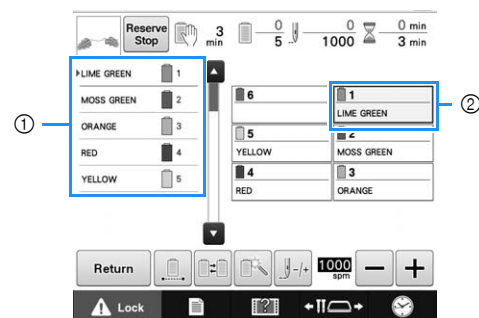 Reserve
Stop
3
min
0
5
0
1000
0 min
3 min
LIME GREEN 1
MOSS GREEN 2
ORANGE 3
RED 4
YELLOW 5
①
②
6
1
LIME GREEN
5
YELLOW
2
MOSS GREEN
4
RED
3
ORANGE
Return
-/+
1000
spm
−
+
Lock
?